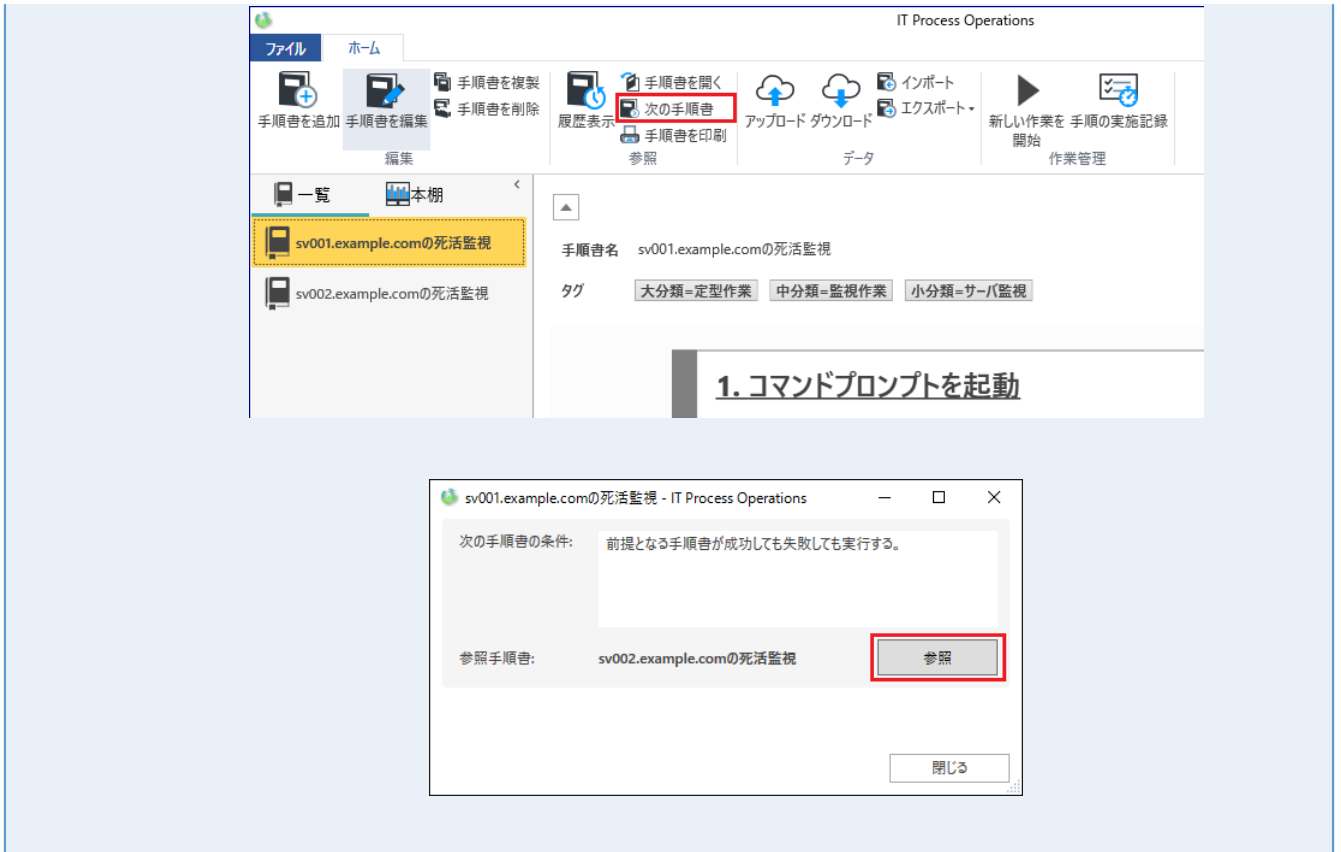 IT Process Operations
ファイル ホーム
手順書を追加 手順書を編集 手順書を複製 手順書を削除
編集
履歴表示 手順書を開く 次の手順書 手順書を印刷
参照
アップロード ダウンロード インポート エクスポート
データ
新しい作業を開始 手順の実施記録
作業管理
一覧 本棚
sv001.example.comの死活監視
sv002.example.comの死活監視
手順書名 sv001.example.comの死活監視
タグ 大分類=定型作業 中分類=監視作業 小分類=サーバ監視
1. コマンドプロンプトを起動
sv001.example.comの死活監視 - IT Process Operations
次の手順書の条件: 前提となる手順書が成功しても失敗しても実行する。
参照手順書: sv002.example.comの死活監視 参照
閉じる